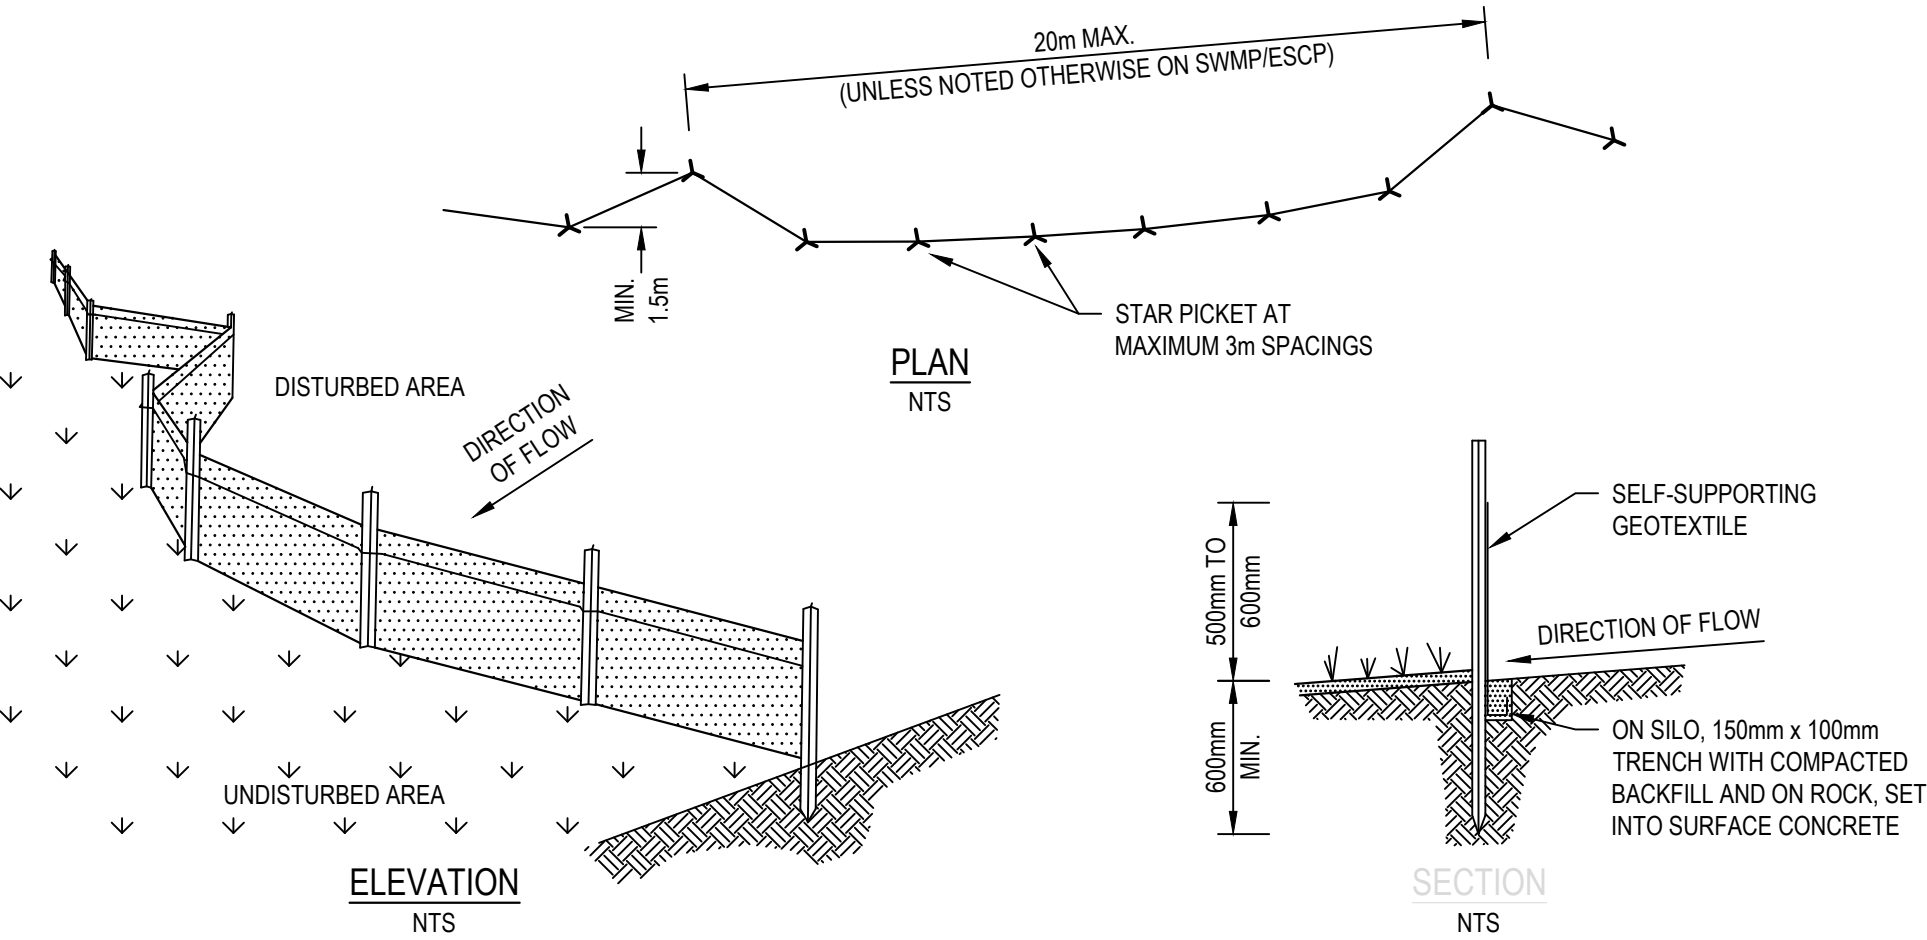 20m MAX.
(UNLESS NOTED OTHERWISE ON SWMP/ESCP)
MIN.
1.5m
STAR PICKET AT
MAXIMUM 3m SPACINGS
PLAN
NTS
DISTURBED AREA
DIRECTION
OF FLOW
UNDISTURBED AREA
ELEVATION
NTS
SELF-SUPPORTING
GEOTEXTILE
500mm TO
600mm
DIRECTION OF FLOW
600mm
MIN.
ON SILO, 150mm x 100mm
TRENCH WITH COMPACTED
BACKFILL AND ON ROCK, SET
INTO SURFACE CONCRETE
SECTION
NTS